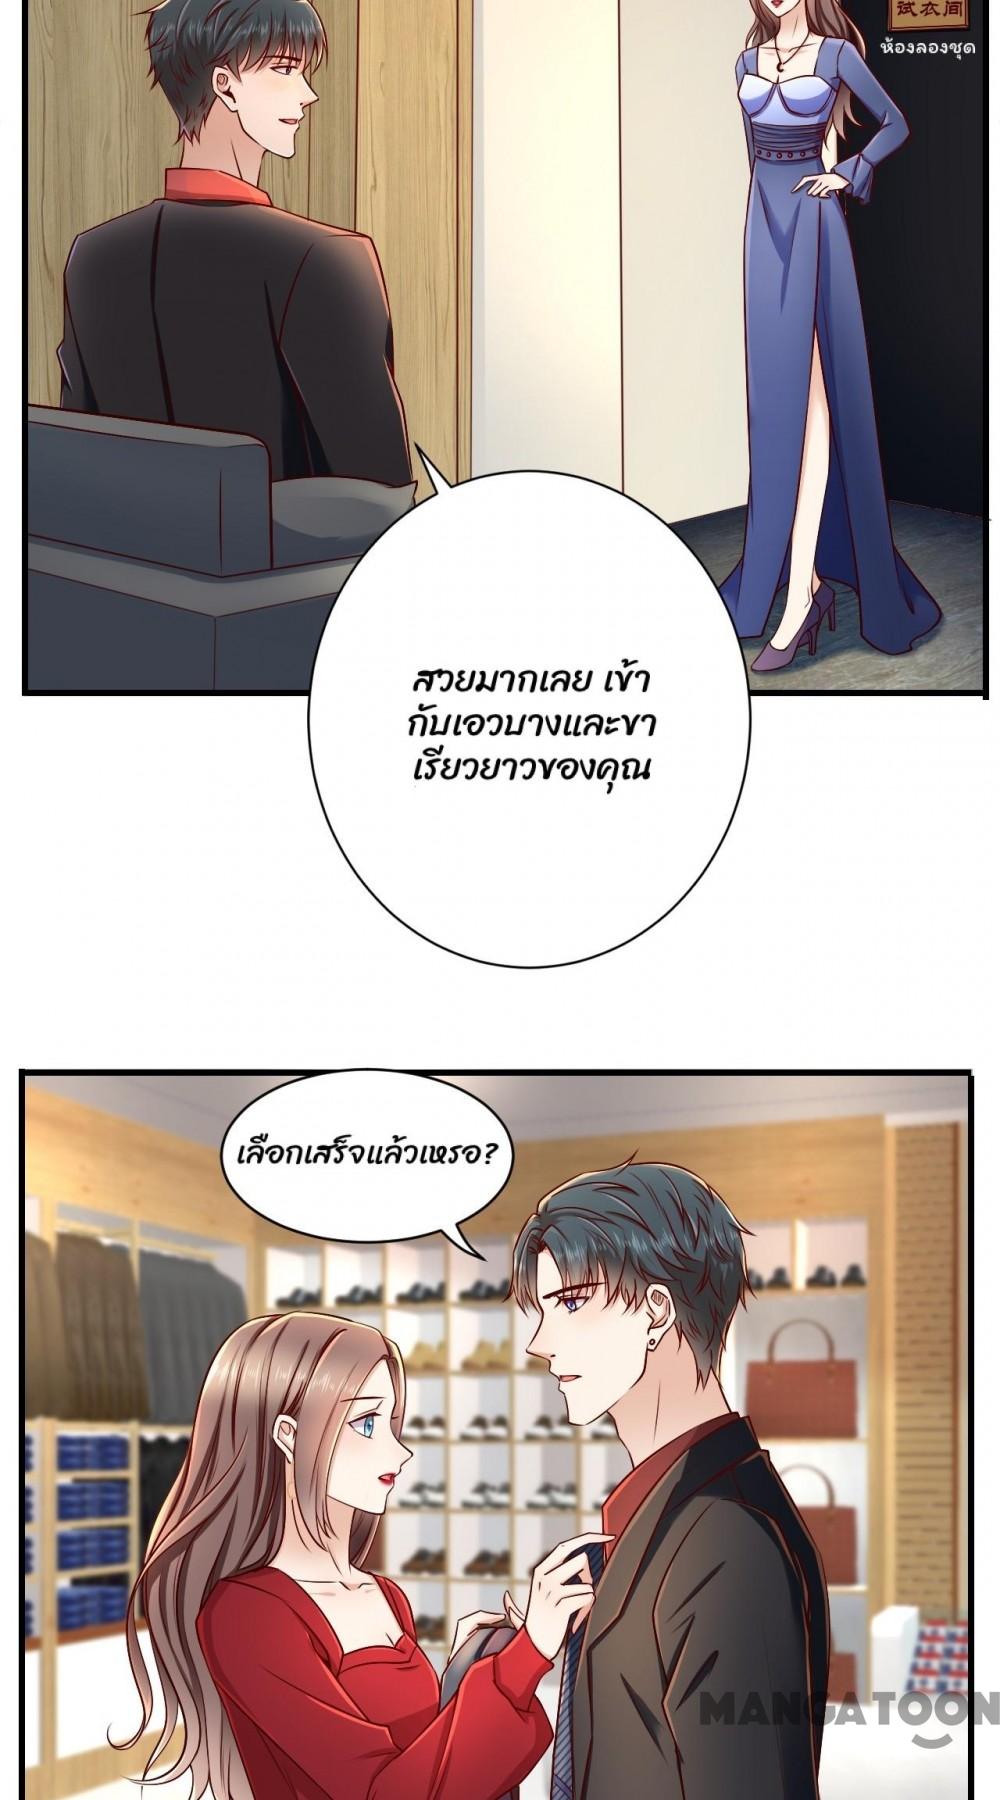 试衣间
ห้องลองชุด
สวยมากเลย เข้า
กับเอวบางและขา
เรียวยาวของคุณ
เลือกเสร็จแล้วเหรอ?
MANGATOON